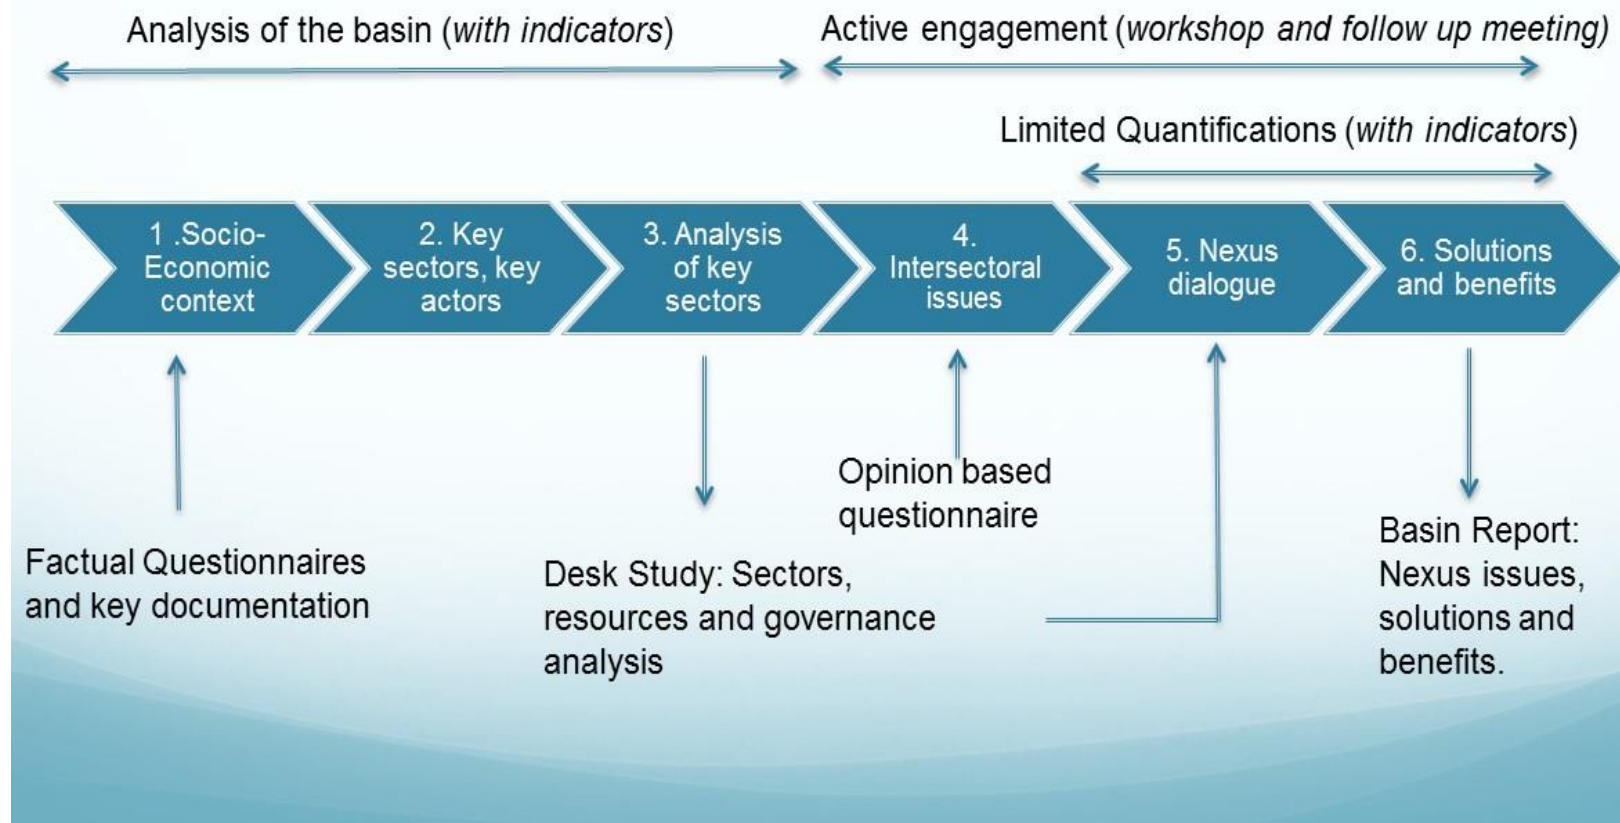 Analysis of the basin (with indicators)
Active engagement (workshop and follow up meeting)
Limited Quantifications (with indicators)
1 .Socio-
Economic
context
2. Key
sectors, key
actors
3. Analysis
of key
sectors
4.
Intersectoral
issues
5. Nexus
dialogue
6. Solutions
and benefits
Factual Questionnaires
and key documentation
Desk Study: Sectors,
resources and governance
analysis
Opinion based
questionnaire
Basin Report:
Nexus issues,
solutions and
benefits.